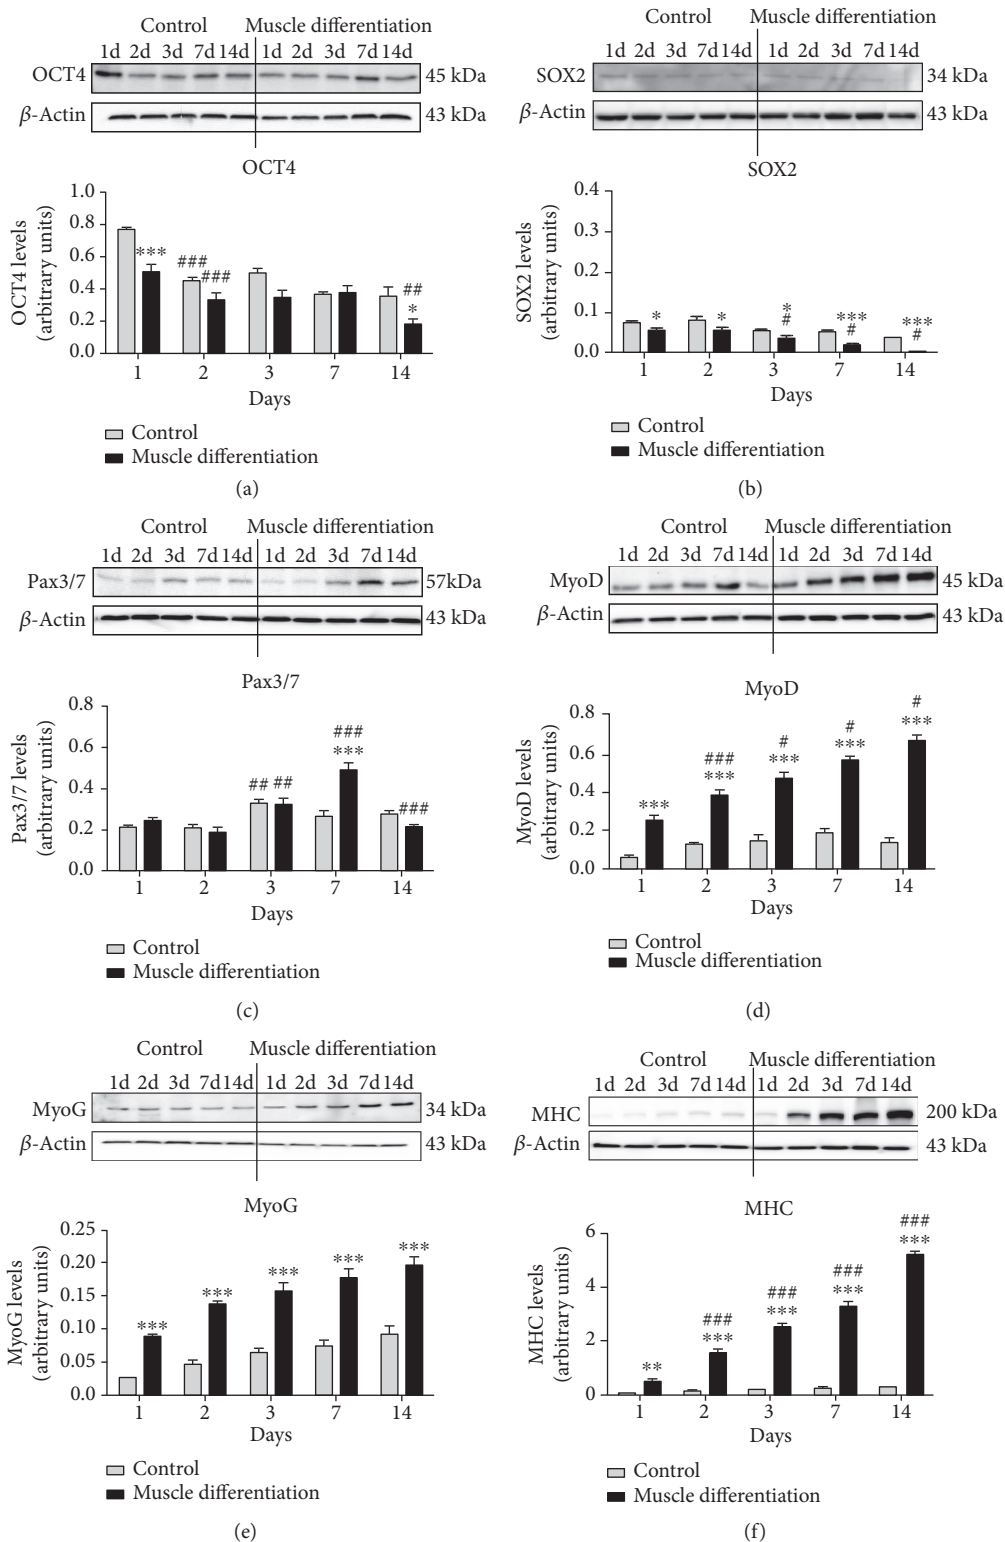 Control Muscle differentiation
1d 2d 3d 7d 14d 1d 2d 3d 7d 14d
OCT4 45 kDa
β-Actin 43 kDa
OCT4
OCT4 levels
(arbitrary units)
1.0
0.8
0.6
0.4
0.2
0.0
***
###
###
##
*
1 2 3 7 14
Days
Control
Muscle differentiation
(a)
Control Muscle differentiation
1d 2d 3d 7d 14d 1d 2d 3d 7d 14d
SOX2 34 kDa
β-Actin 43 kDa
SOX2
SOX2 levels
(arbitrary units)
0.4
0.3
0.2
0.1
0.0
*
*
*
#
***
#
***
#
1 2 3 7 14
Days
Control
Muscle differentiation
(b)
Control Muscle differentiation
1d 2d 3d 7d 14d 1d 2d 3d 7d 14d
Pax3/7 57kDa
β-Actin 43 kDa
Pax3/7
Pax3/7 levels
(arbitrary units)
0.8
0.6
0.4
0.2
0.0
## ##
###
***
###
1 2 3 7 14
Days
Control
Muscle differentiation
(c)
Control Muscle differentiation
1d 2d 3d 7d 14d 1d 2d 3d 7d 14d
MyoD 45 kDa
β-Actin 43 kDa
MyoD
MyoD levels
(arbitrary units)
0.8
0.6
0.4
0.2
0.0
***
###
***
#
***
#
***
#
***
1 2 3 7 14
Days
Control
Muscle differentiation
(d)
Control Muscle differentiation
1d 2d 3d 7d 14d 1d 2d 3d 7d 14d
MyoG 34 kDa
β-Actin 43 kDa
MyoG
MyoG levels
(arbitrary units)
0.25
0.20
0.15
0.10
0.05
0.00
***
***
***
***
***
1 2 3 7 14
Days
Control
Muscle differentiation
(e)
Control Muscle differentiation
1d 2d 3d 7d 14d 1d 2d 3d 7d 14d
MHC 200 kDa
β-Actin 43 kDa
MHC
MHC levels
(arbitrary units)
6
4
2
0
**
###
***
###
***
###
***
###
***
1 2 3 7 14
Days
Control
Muscle differentiation
(f)